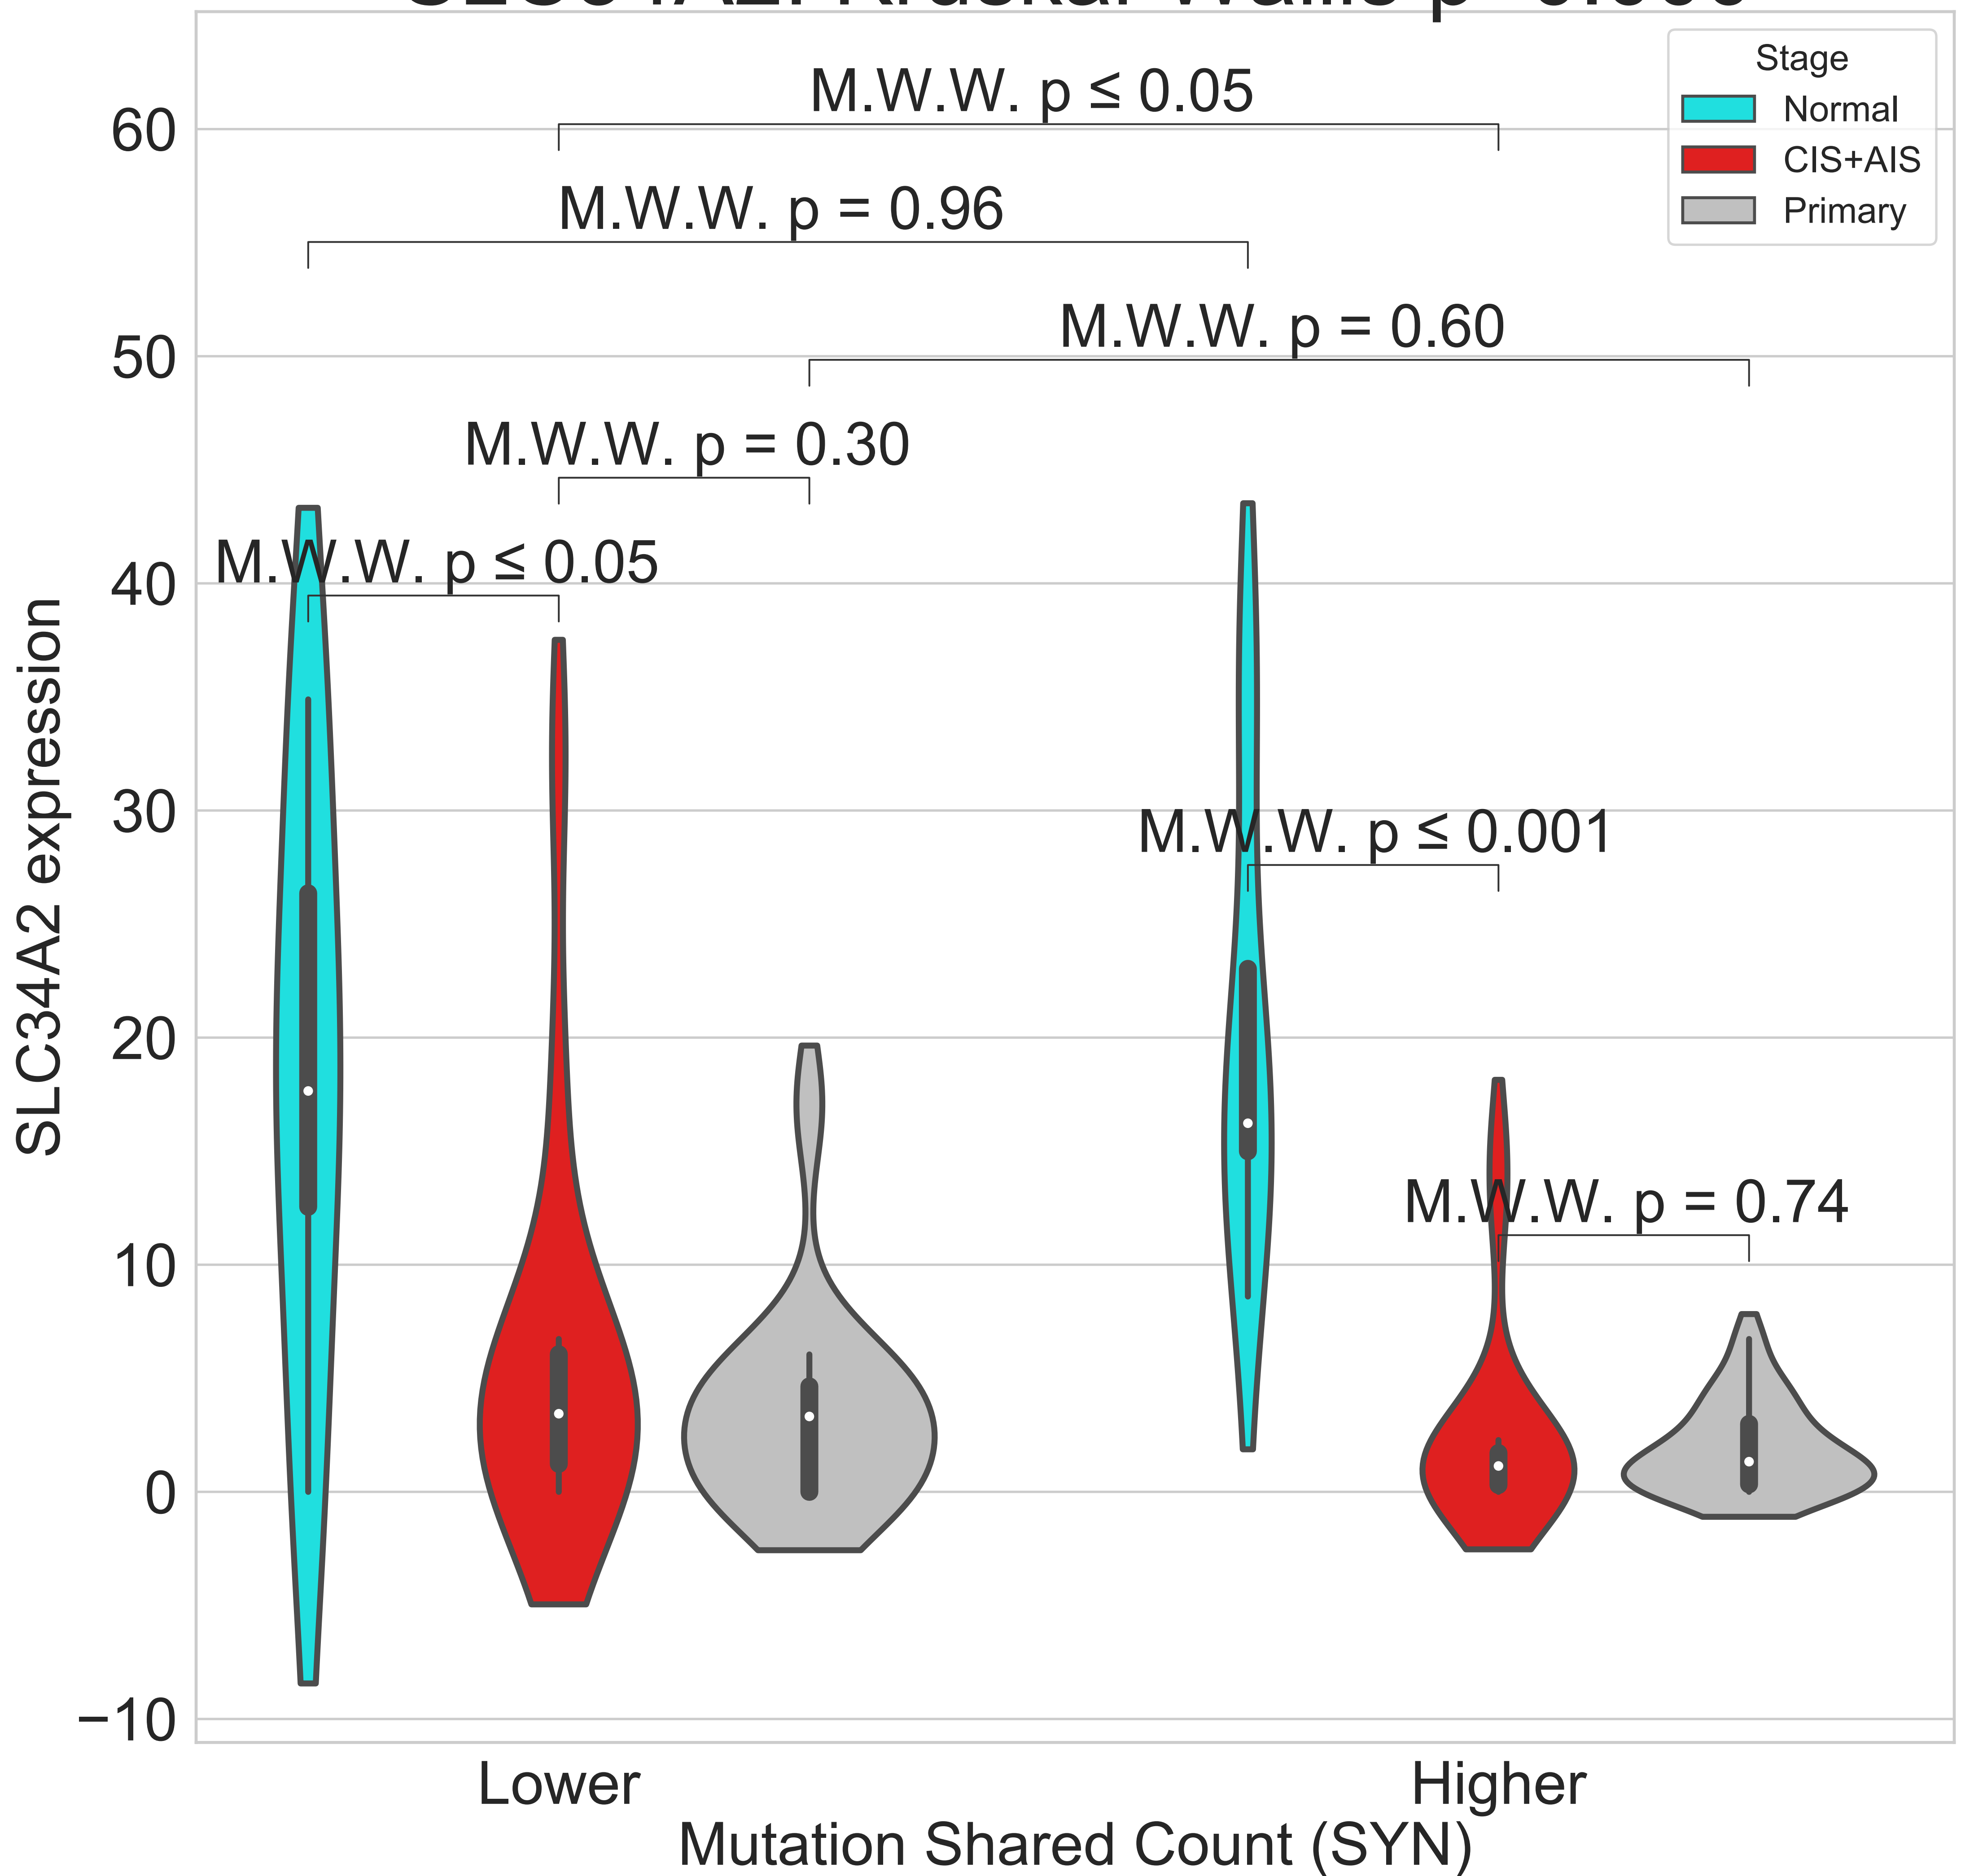 Stage
Normal
CIS+AIS
Primary
M.W.W. p ≤ 0.05
M.W.W. p = 0.96
M.W.W. p = 0.60
M.W.W. p = 0.30
M.W.W. p ≤ 0.05
M.W.W. p ≤ 0.001
M.W.W. p = 0.74
60
50
40
30
20
10
0
−10
SLC34A2 expression
Lower
Higher
Mutation Shared Count (SYN)